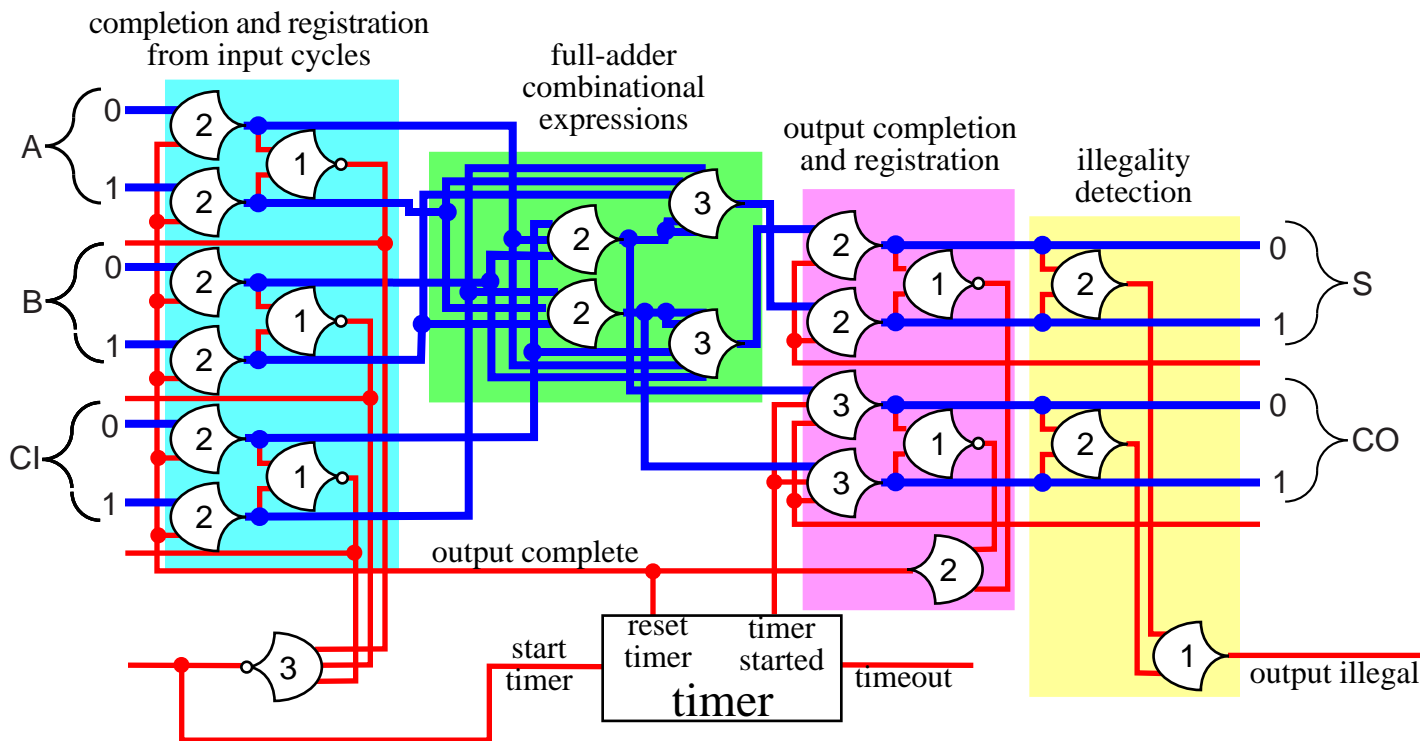 completion and registration
from input cycles
full-adder
combinational
expressions
output completion
and registration
illegality
detection
A
0
1
B
0
1
CI
0
1
2
2
1
2
2
1
2
2
1
2
2
3
3
2
2
1
3
3
1
2
2
2
S
0
1
CO
0
1
output complete
3
start
timer
reset
timer
timer
started
timer
timeout
1
output illegal